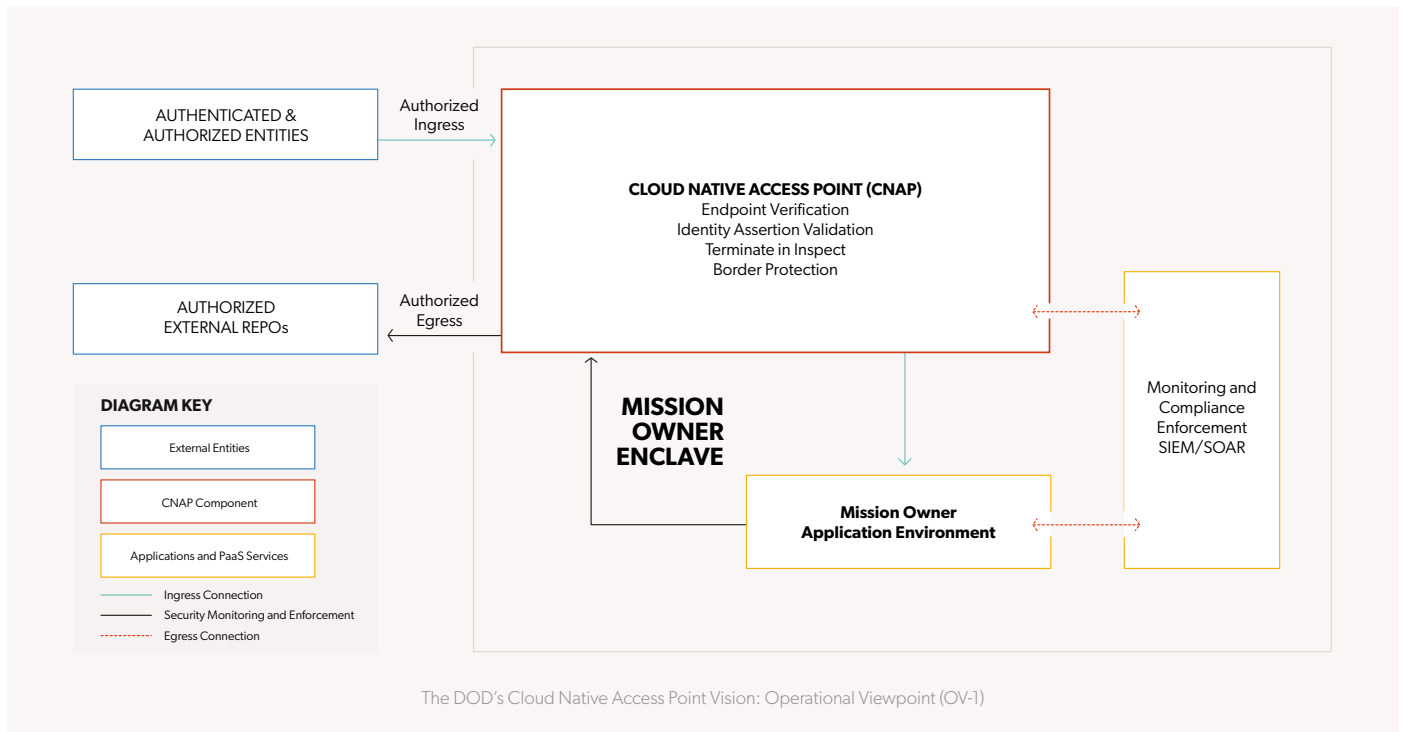 AUTHENTICATED &
AUTHORIZED ENTITIES
Authorized
Ingress
CLOUD NATIVE ACCESS POINT (CNAP)
Endpoint Verification
Identity Assertion Validation
Terminate in Inspect
Border Protection
AUTHORIZED
EXTERNAL REPOs
Authorized
Egress
Monitoring and
Compliance
Enforcement
SIEM/SOAR
MISSION
OWNER
ENCLAVE
Mission Owner
Application Environment
DIAGRAM KEY
External Entities
CNAP Component
Applications and PaaS Services
Ingress Connection
Security Monitoring and Enforcement
Egress Connection
The DOD's Cloud Native Access Point Vision: Operational Viewpoint (OV-1)